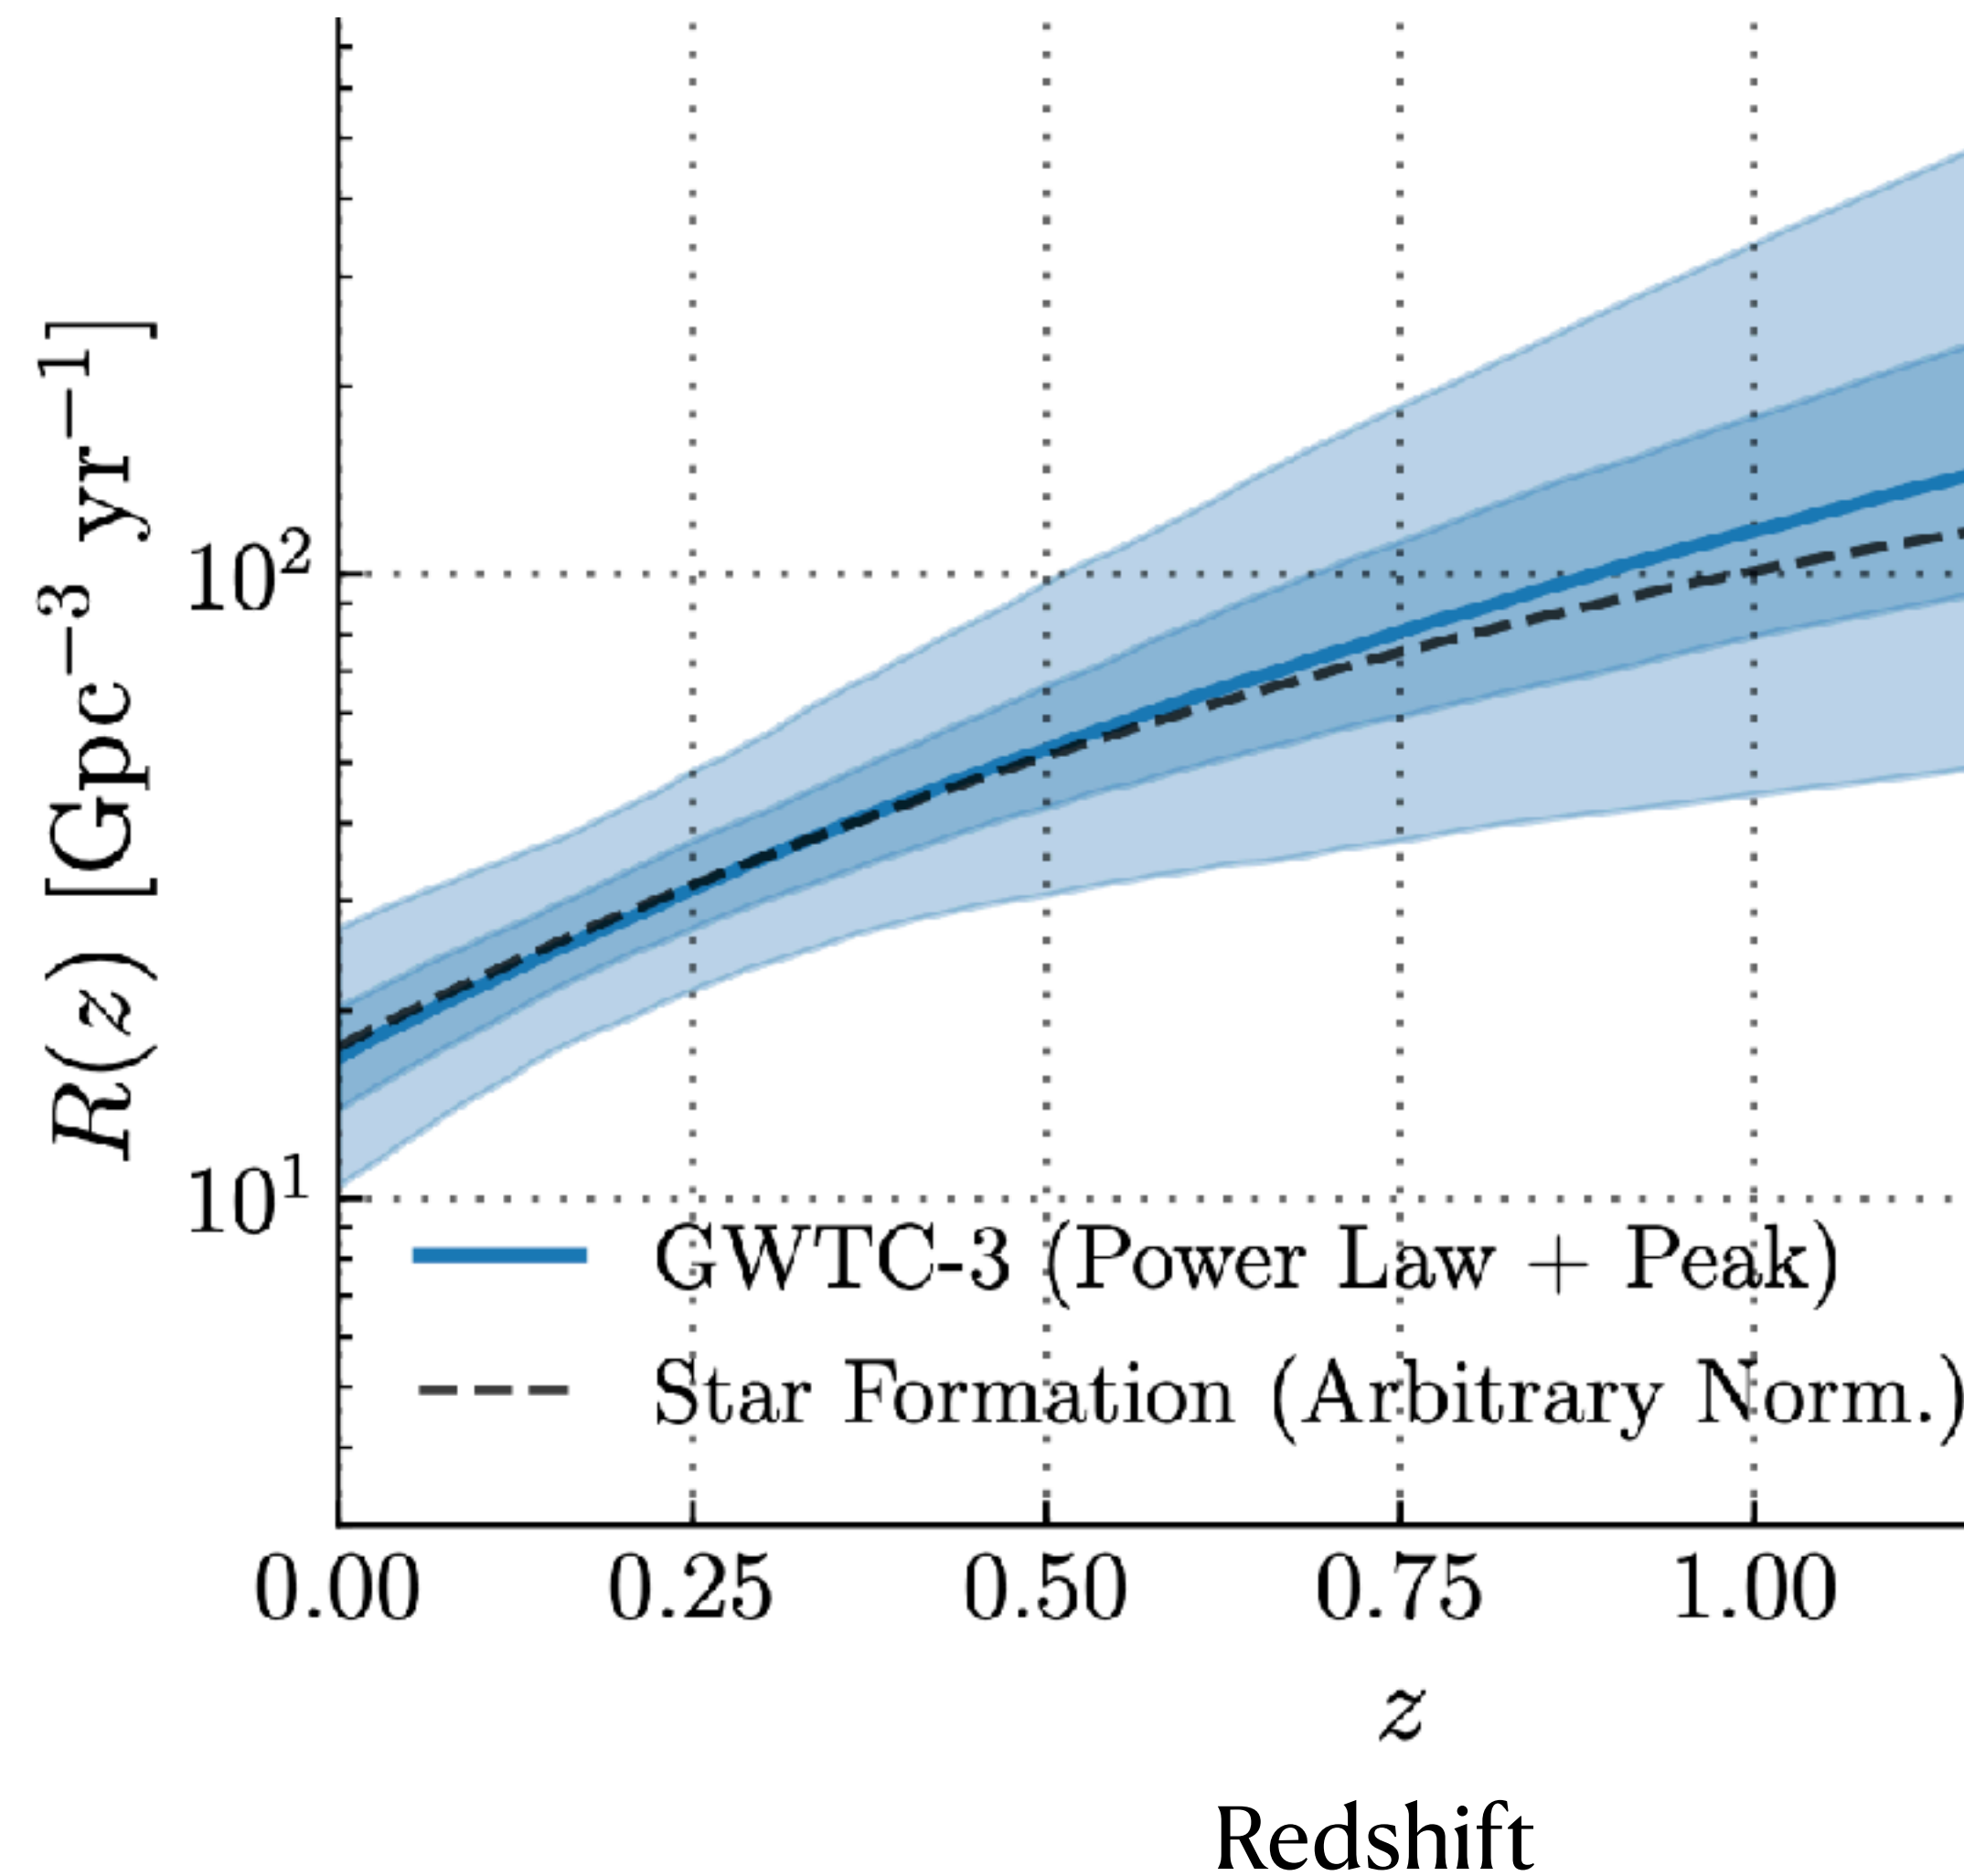 R(z) [Gpc⁻³ yr⁻¹]
10²
10¹
GWTC-3 (Power Law + Peak)
Star Formation (Arbitrary Norm.)
0.00 0.25 0.50 0.75 1.00
z
Redshift